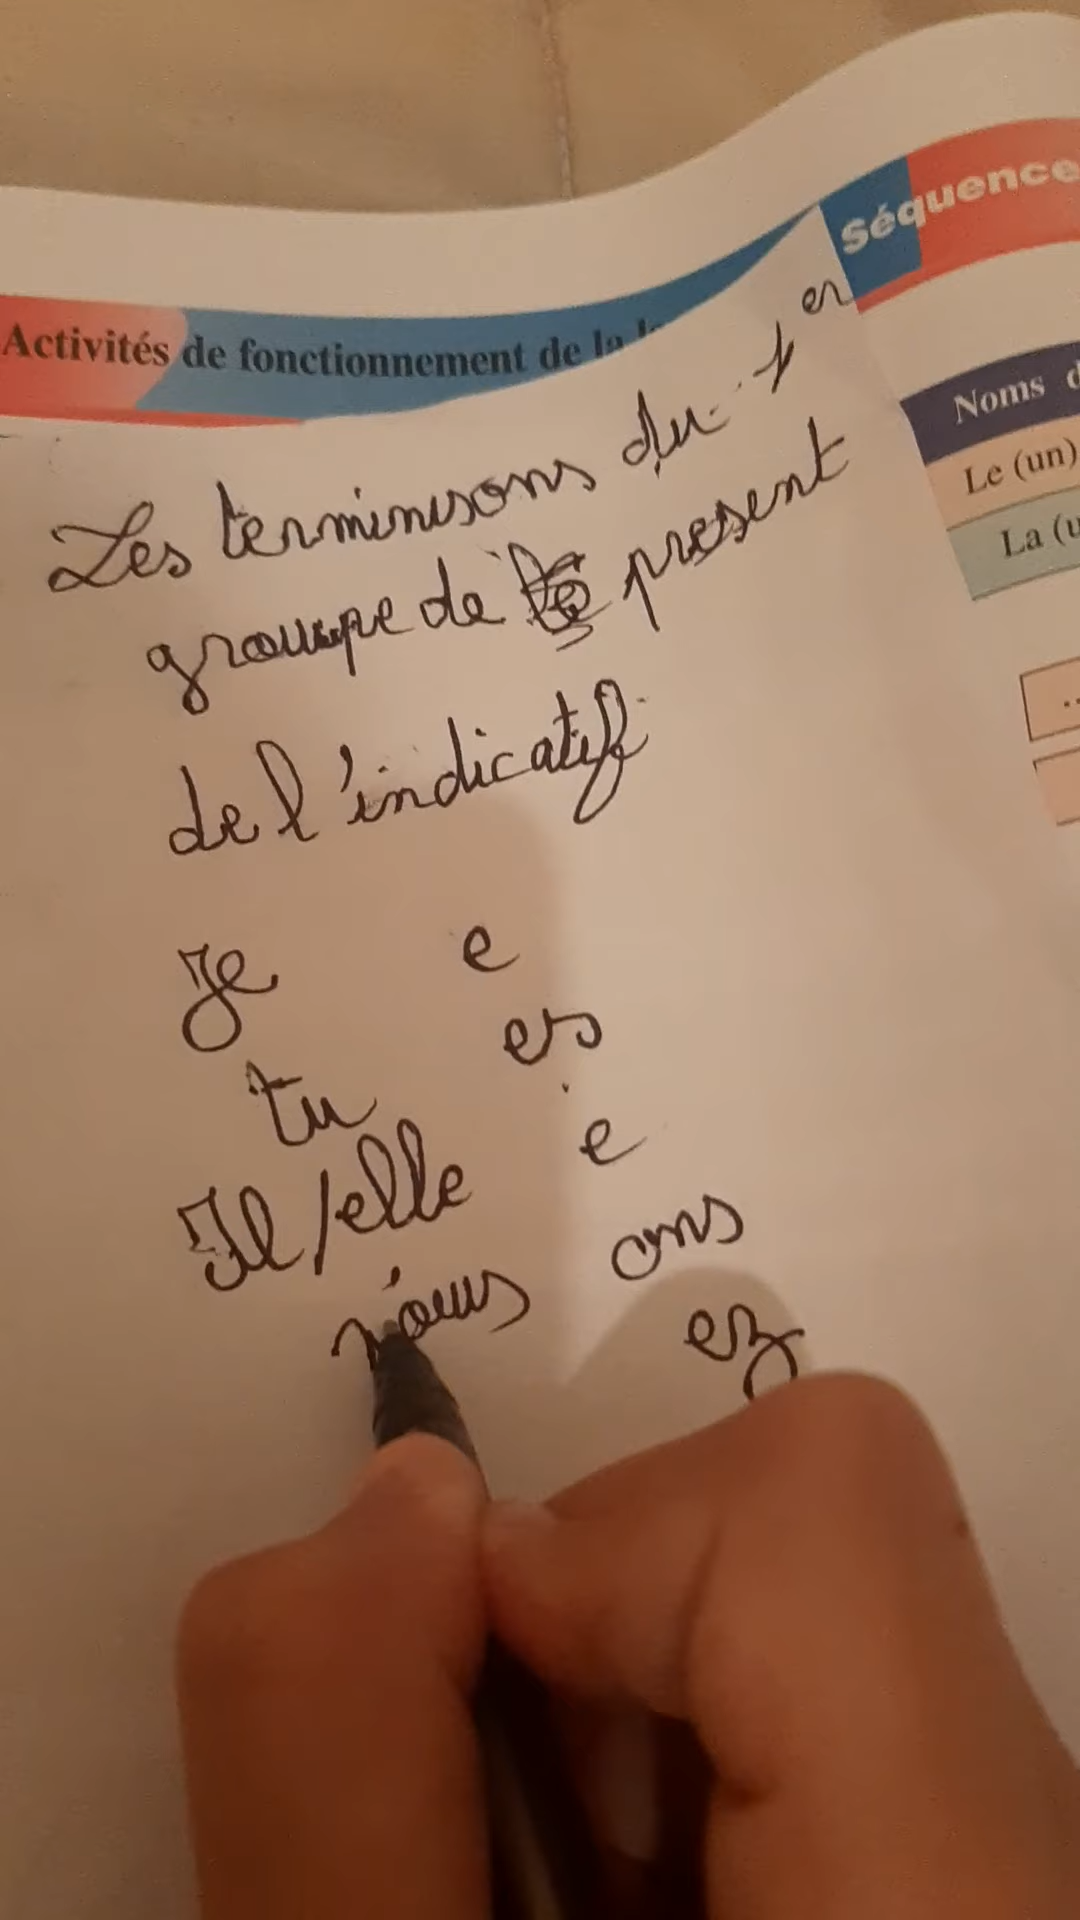 Séquence
Activités de fonctionnement de la
Noms d
Le (un)
La (u
Les terminisons du 1er
groupe de present
de l'indicatif
Je e
tu es
Il/elle e
nous ons
ez